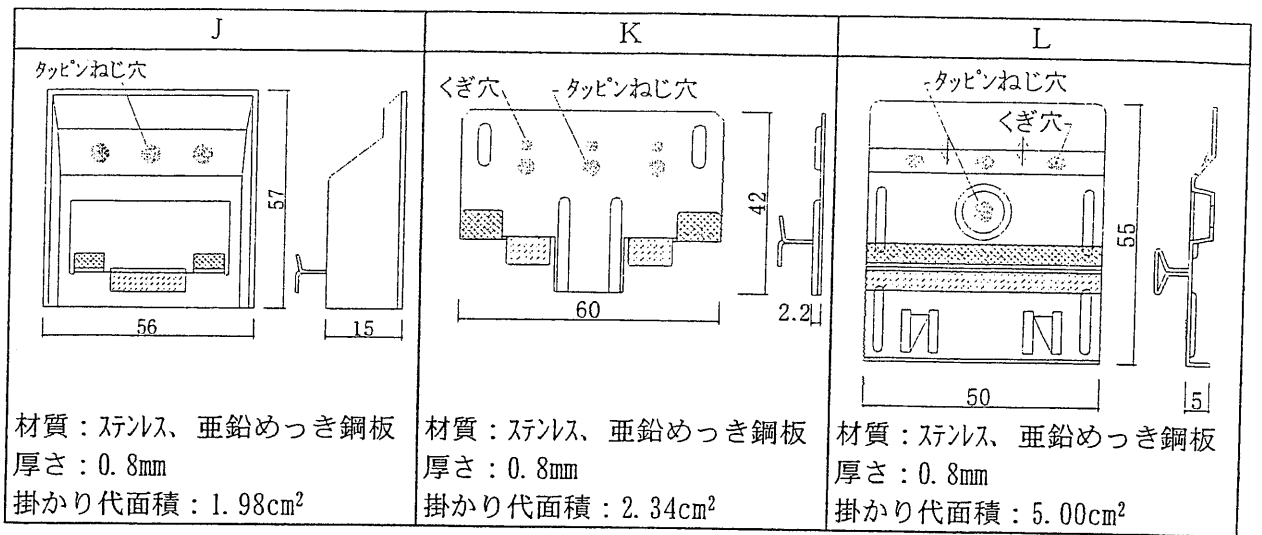 J
タッピンねじ穴
57
56
15
材質：ステンレス、亜鉛めっき鋼板
厚さ：0.8mm
掛かり代面積：1.98cm²
K
くぎ穴
タッピンねじ穴
42
60
2.2
材質：ステンレス、亜鉛めっき鋼板
厚さ：0.8mm
掛かり代面積：2.34cm²
L
タッピンねじ穴
くぎ穴
55
50
5
材質：ステンレス、亜鉛めっき鋼板
厚さ：0.8mm
掛かり代面積：5.00cm²